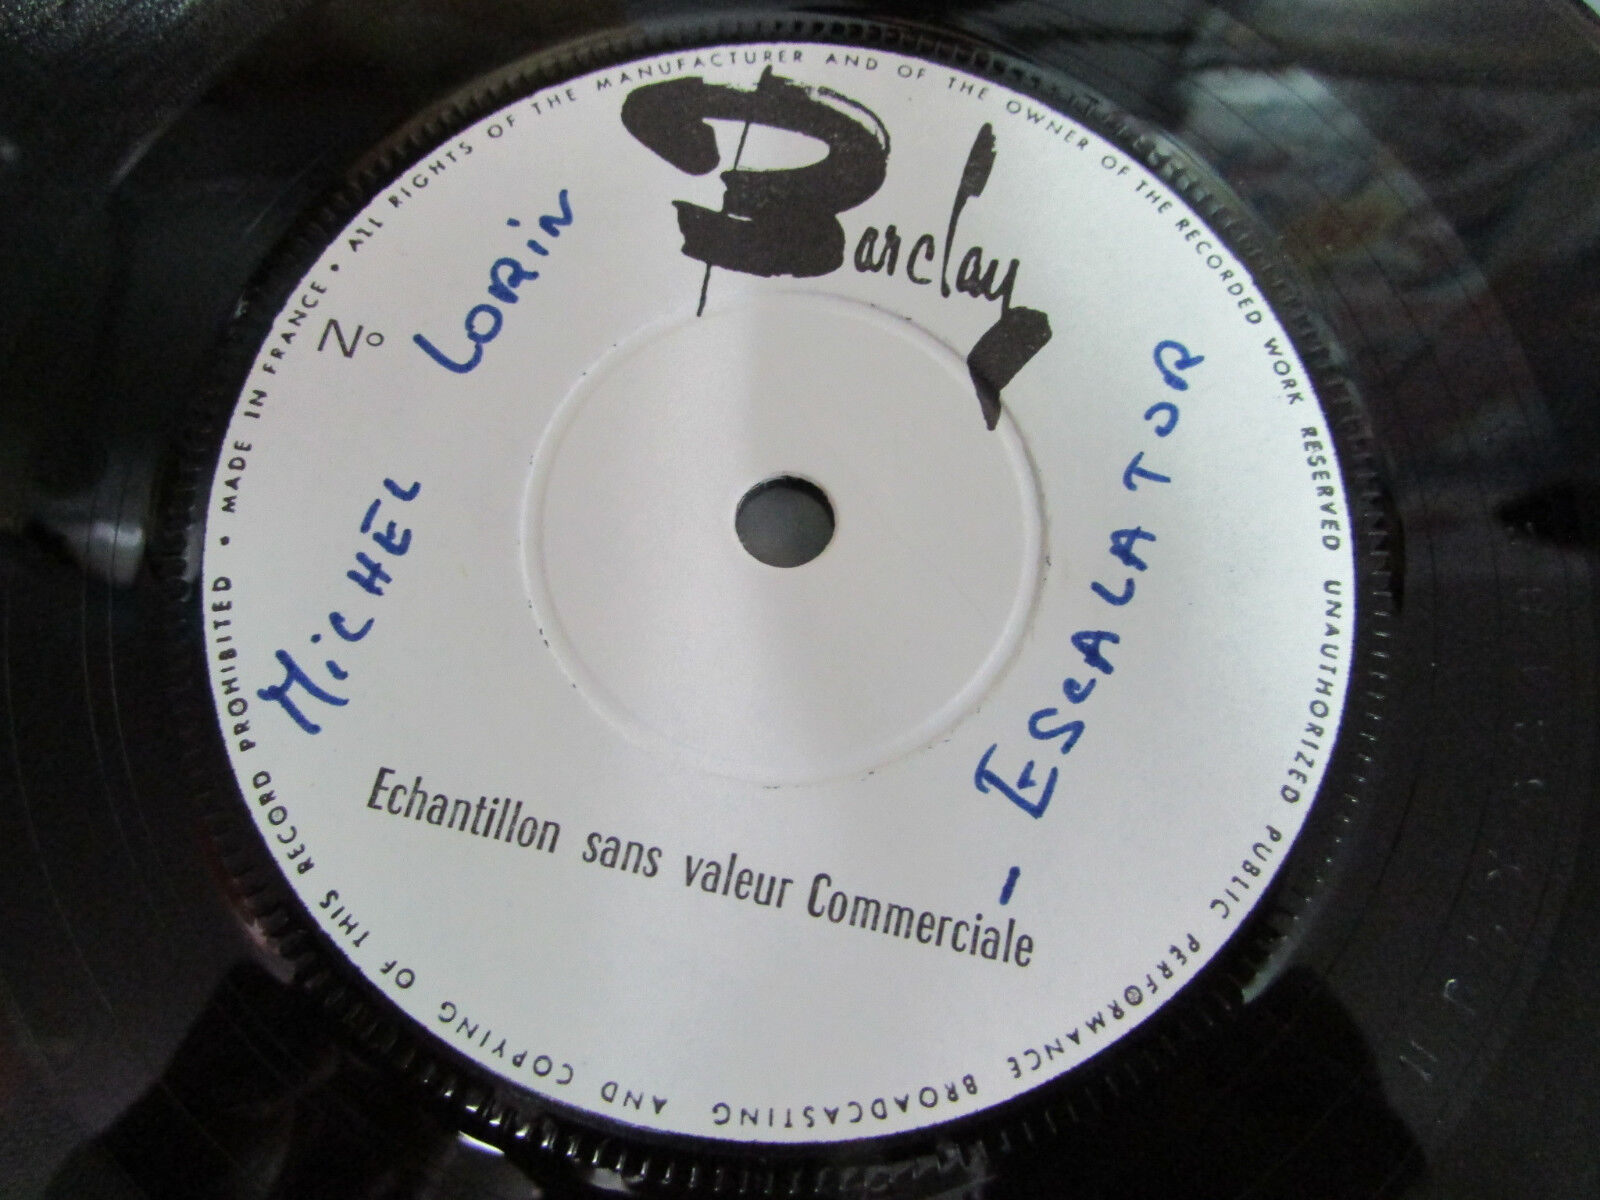 Barclay
ALL RIGHTS OF THE MANUFACTURER AND OF THE OWNER OF THE RECORDED WORK RESERVED UNAUTHORIZED PUBLIC PERFORMANCE BROADCASTING AND COPYING OF THIS RECORD PROHIBITED • MADE IN FRANCE •
No
MiCHEL LORiN
- ESCALATOR
Echantillon sans valeur Commerciale